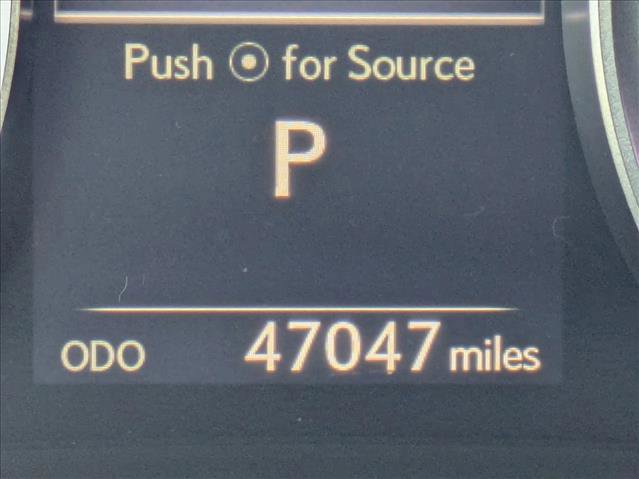 Push ⦿ for Source
P
ODO 47047 miles